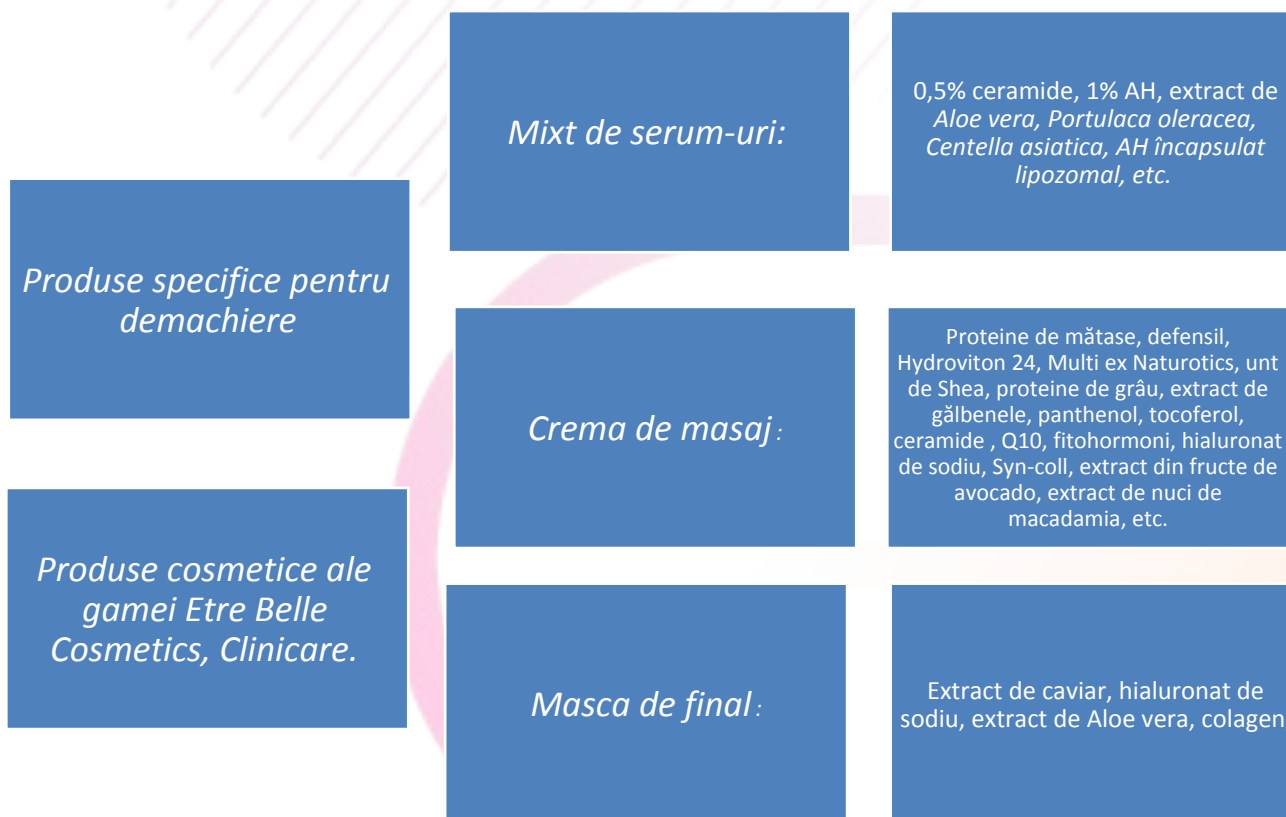 Produse specifice pentru
demachiere
Produse cosmetice ale
gamei Etre Belle
Cosmetics, Clinicare.
Mixt de serum-uri:
0,5% ceramide, 1% AH, extract de
Aloe vera, Portulaca oleracea,
Centella asiatica, AH încapsulat
lipozomal, etc.
Crema de masaj :
Proteine de mătase, defensil,
Hydroviton 24, Multi ex Naturotics, unt
de Shea, proteine de grâu, extract de
gălbenele, panthenol, tocoferol,
ceramide , Q10, fitohormoni, hialuronat
de sodiu, Syn-coll, extract din fructe de
avocado, extract de nuci de
macadamia, etc.
Masca de final :
Extract de caviar, hialuronat de
sodiu, extract de Aloe vera, colagen